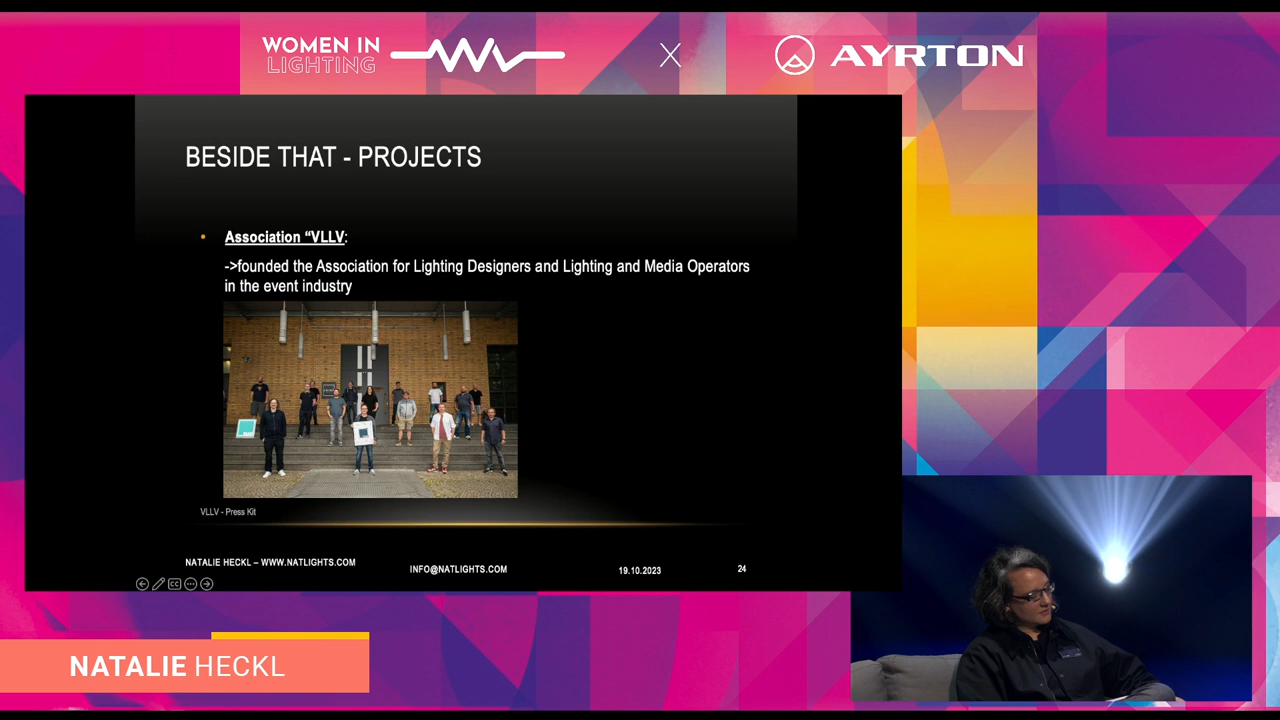 WOMEN IN
LIGHTING
X
AYRTON
BESIDE THAT - PROJECTS
Association “VLLV:
->founded the Association for Lighting Designers and Lighting and Media Operators
in the event industry
VLLV - Press Kit
NATALIE HECKL – WWW.NATLIGHTS.COM
INFO@NATLIGHTS.COM
19.10.2023
24
CC
NATALIE HECKL